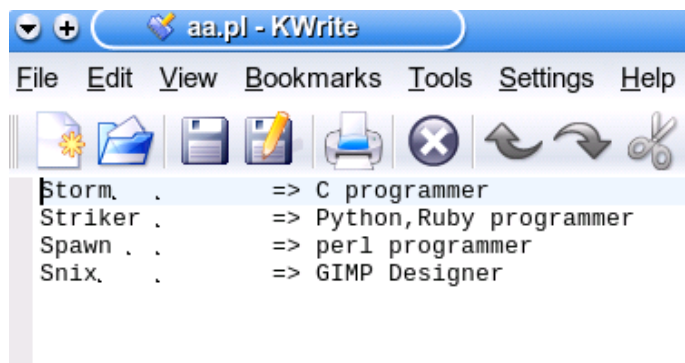 aa.pl - KWrite
File Edit View Bookmarks Tools Settings Help
Storm => C programmer
Striker => Python,Ruby programmer
Spawn => perl programmer
Snix => GIMP Designer